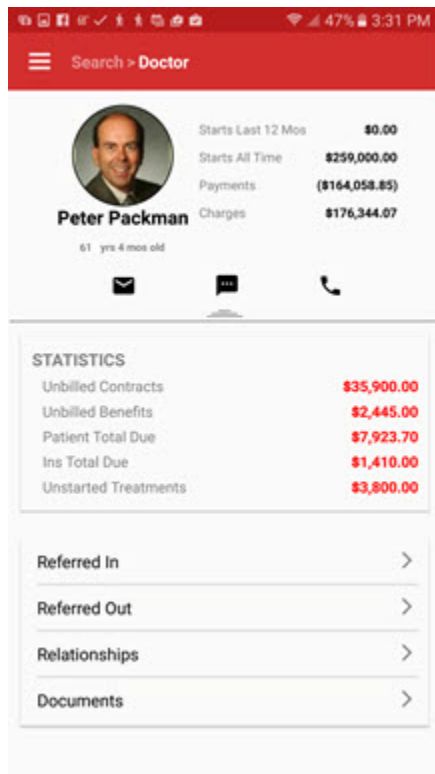 47% 3:31 PM
Search > Doctor
Starts Last 12 Mos $0.00
Starts All Time $259,000.00
Payments ($164,058.85)
Charges $176,344.07
Peter Packman
61 yrs 4 mos old
STATISTICS
Unbilled Contracts $35,900.00
Unbilled Benefits $2,445.00
Patient Total Due $7,923.70
Ins Total Due $1,410.00
Unstarted Treatments $3,800.00
Referred In
Referred Out
Relationships
Documents